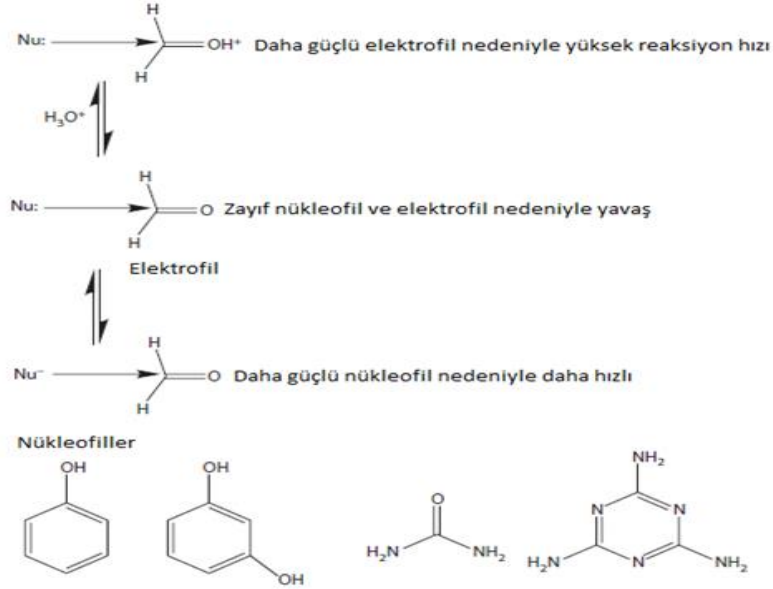 H
Nu:
OH⁺ Daha güçlü elektrofil nedeniyle yüksek reaksiyon hızı
H
H₃O⁺
H
Nu:
O Zayıf nükleofil ve elektrofil nedeniyle yavaş
H
Elektrofil
H
Nu⁻
O Daha güçlü nükleofil nedeniyle daha hızlı
H
Nükleofiller
OH
OH
OH
O
H₂N
NH₂
NH₂
N
N
N
H₂N
NH₂